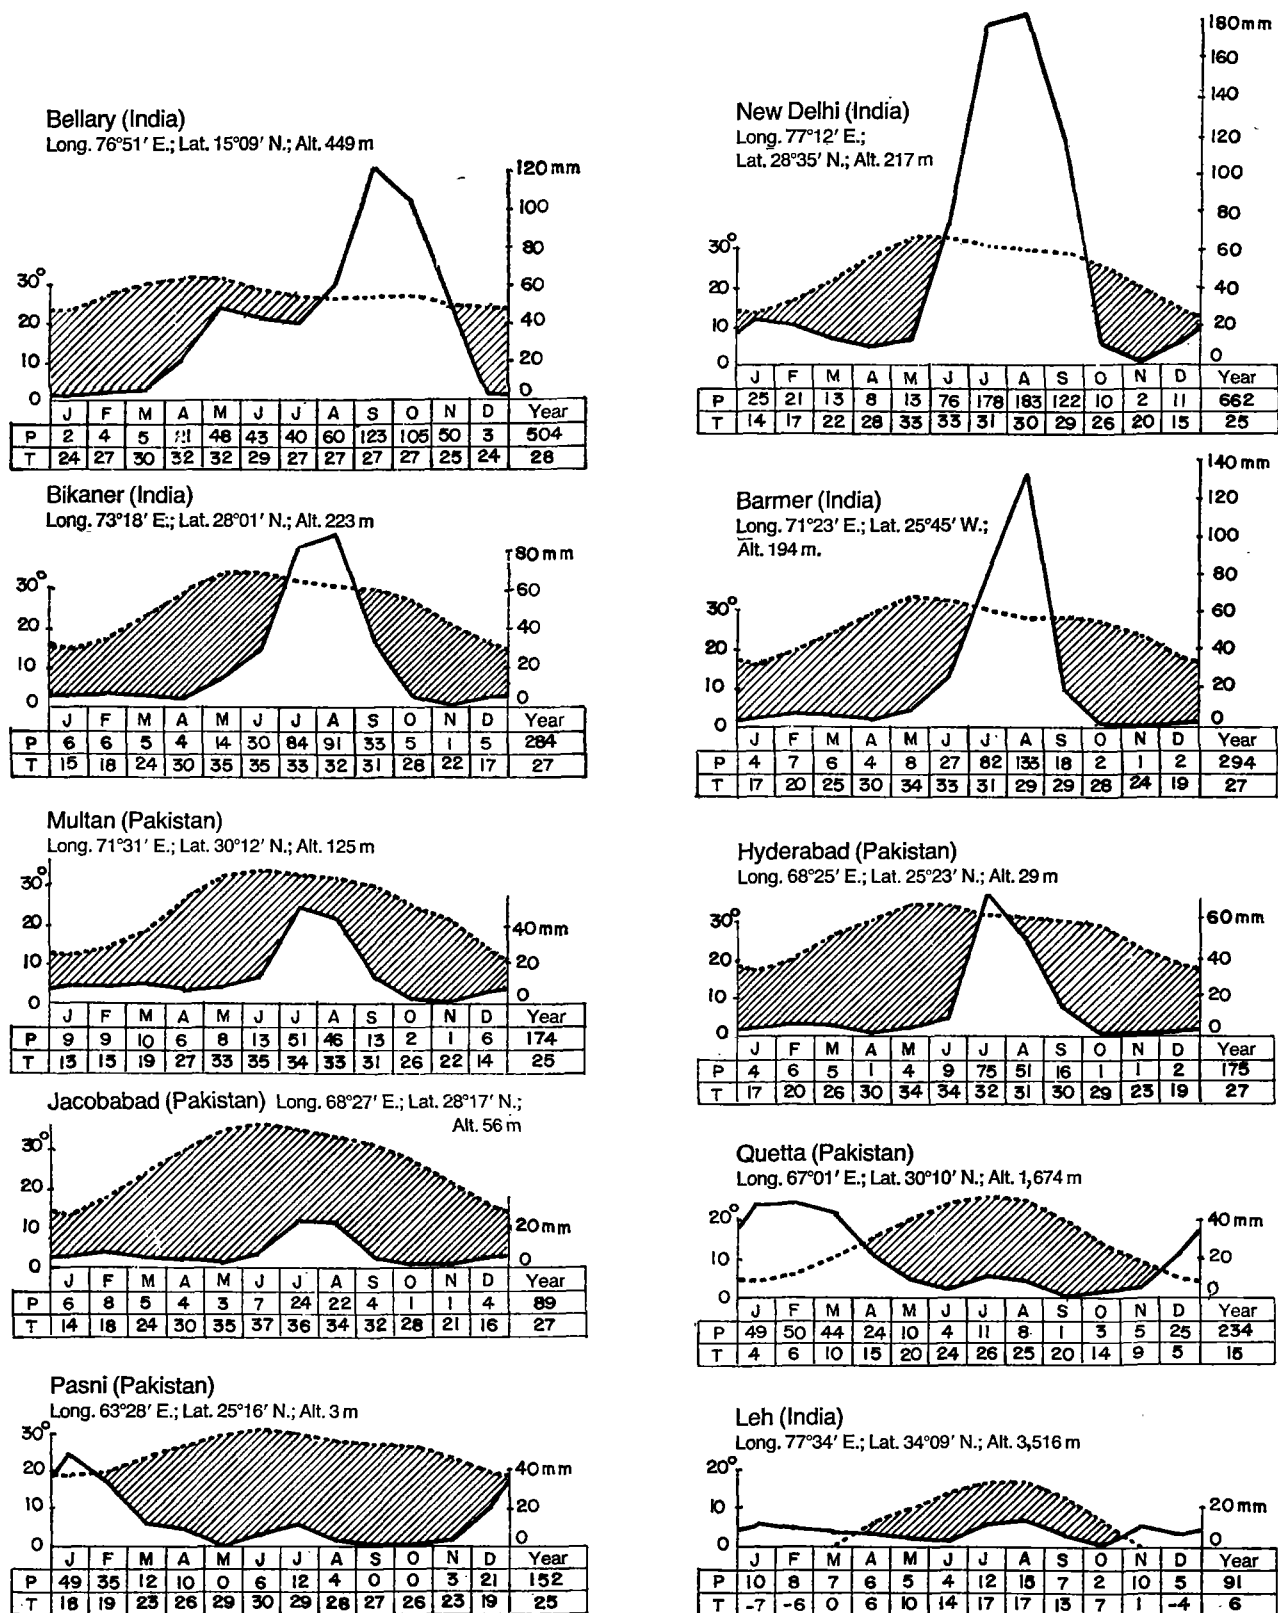 Bellary (India)
Long. 76°51′ E.; Lat. 15°09′ N.; Alt. 449 m
120mm
100
80
30° 60
20 40
10 20
0 0
J F M A M J J A S O N D Year
P 2 4 5 21 48 43 40 60 123 105 50 3 504
T 24 27 30 32 32 29 27 27 27 27 25 24 28
Bikaner (India)
Long. 73°18′ E.; Lat. 28°01′ N.; Alt. 223 m
80mm
30° 60
20 40
10 20
0 0
J F M A M J J A S O N D Year
P 6 6 5 4 14 30 84 91 33 5 1 5 284
T 15 18 24 30 35 35 33 32 31 28 22 17 27
Multan (Pakistan)
Long. 71°31′ E.; Lat. 30°12′ N.; Alt. 125 m
30°
20 40mm
10 20
0 0
J F M A M J J A S O N D Year
P 9 9 10 6 8 13 51 46 13 2 1 6 174
T 13 15 19 27 33 35 34 33 31 26 22 14 25
Jacobabad (Pakistan) Long. 68°27′ E.; Lat. 28°17′ N.;
Alt. 56 m
30°
20
10 20mm
0 0
J F M A M J J A S O N D Year
P 6 8 5 4 3 7 24 22 4 1 1 4 89
T 14 18 24 30 35 37 36 34 32 28 21 16 27
Pasni (Pakistan)
Long. 63°28′ E.; Lat. 25°16′ N.; Alt. 3 m
30°
20 40mm
10 20
0 0
J F M A M J J A S O N D Year
P 49 35 12 10 0 6 12 4 0 0 3 21 152
T 18 19 23 26 29 30 29 28 27 26 23 19 25
New Delhi (India)
Long. 77°12′ E.;
Lat. 28°35′ N.; Alt. 217 m
180mm
160
140
120
100
80
30° 60
20 40
10 20
0 0
J F M A M J J A S O N D Year
P 25 21 13 8 13 76 178 183 122 10 2 11 662
T 14 17 22 28 33 33 31 30 29 26 20 15 25
Barmer (India)
Long. 71°23′ E.; Lat. 25°45′ W.;
Alt. 194 m.
140mm
120
100
80
30° 60
20 40
10 20
0 0
J F M A M J J A S O N D Year
P 4 7 6 4 8 27 82 133 18 2 1 2 294
T 17 20 25 30 34 33 31 29 29 28 24 19 27
Hyderabad (Pakistan)
Long. 68°25′ E.; Lat. 25°23′ N.; Alt. 29 m
30° 60mm
20 40
10 20
0 0
J F M A M J J A S O N D Year
P 4 6 5 1 4 9 75 51 16 1 1 2 175
T 17 20 26 30 34 34 32 31 30 29 23 19 27
Quetta (Pakistan)
Long. 67°01′ E.; Lat. 30°10′ N.; Alt. 1,674 m
20° 40mm
10 20
0 0
J F M A M J J A S O N D Year
P 49 50 44 24 10 4 11 8 1 3 5 25 234
T 4 6 10 15 20 24 26 25 20 14 9 5 15
Leh (India)
Long. 77°34′ E.; Lat. 34°09′ N.; Alt. 3,516 m
20°
10 20mm
0 0
J F M A M J J A S O N D Year
P 10 8 7 6 5 4 12 15 7 2 10 5 91
T -7 -6 0 6 10 14 17 17 13 7 1 -4 6